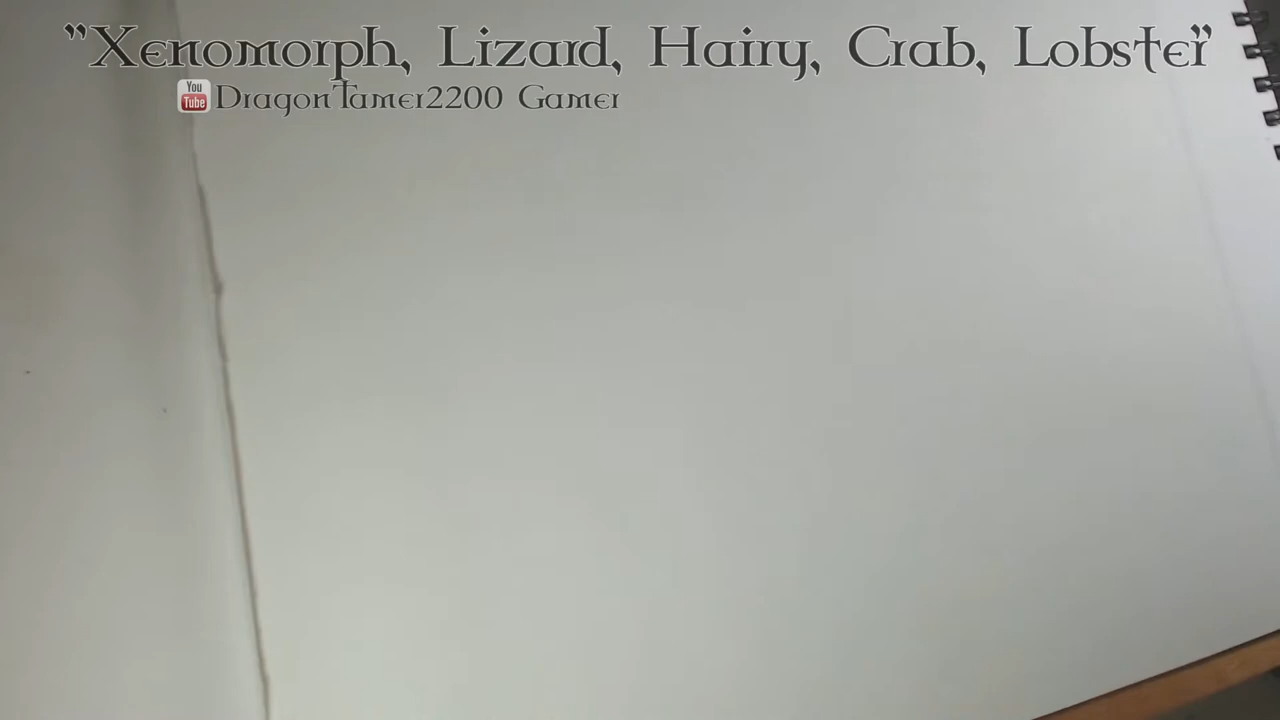 "Xenomorph, Lizard, Hairy, Crab, Lobster"
You Tube DragonTamer2200 Gamer